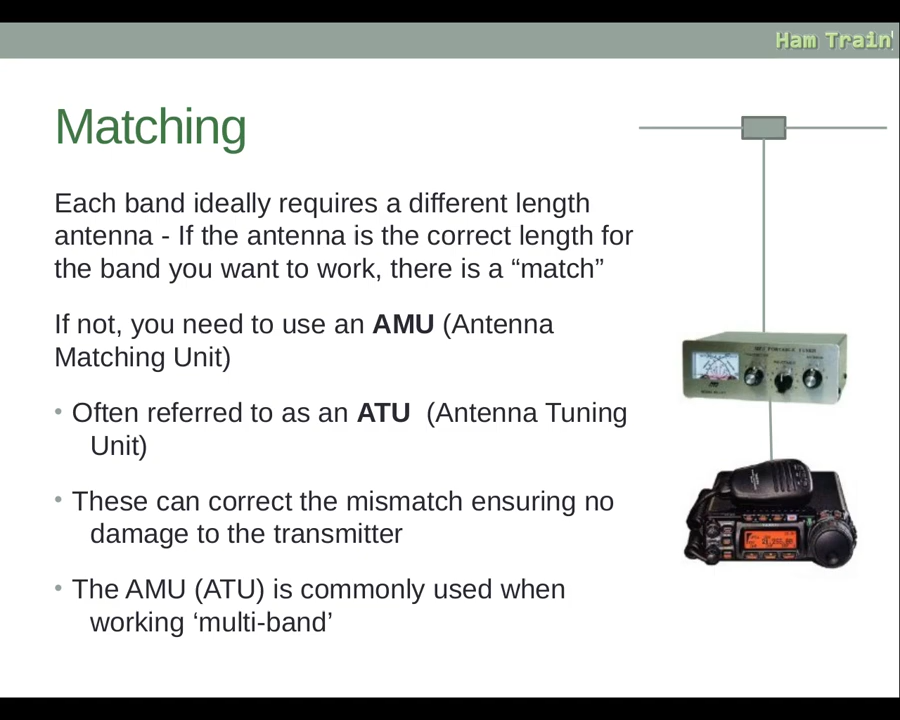 Ham Train
Matching
Each band ideally requires a different length
antenna - If the antenna is the correct length for
the band you want to work, there is a “match”
If not, you need to use an AMU (Antenna
Matching Unit)
• Often referred to as an ATU (Antenna Tuning
Unit)
• These can correct the mismatch ensuring no
damage to the transmitter
• The AMU (ATU) is commonly used when
working ‘multi-band’